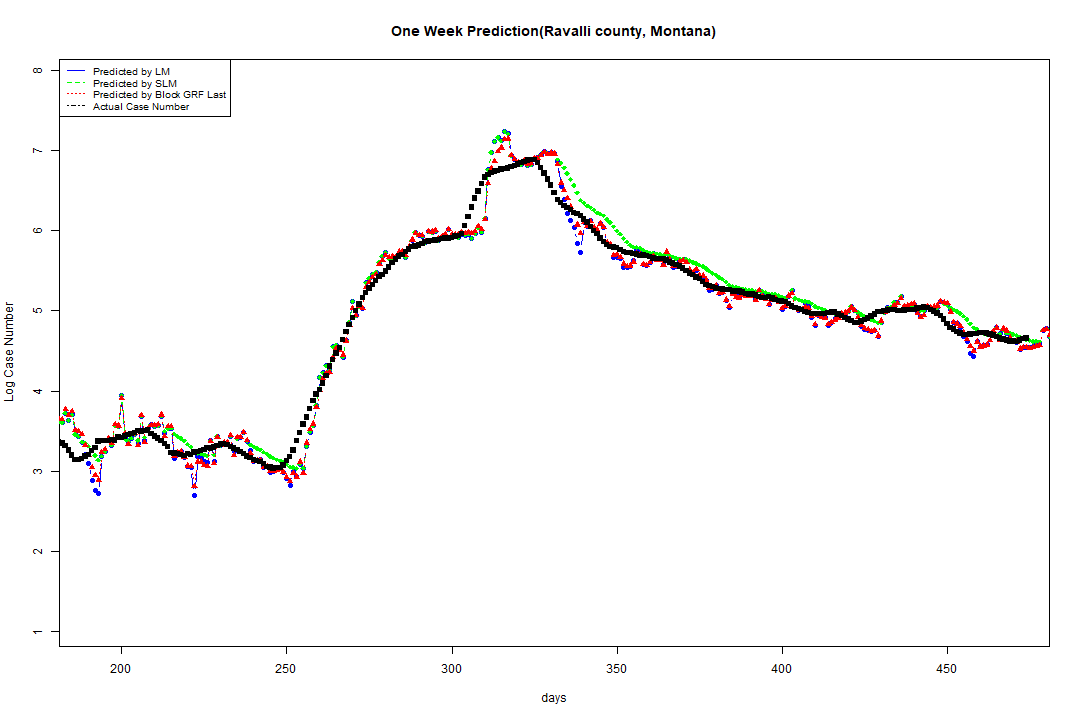 One Week Prediction(Ravalli county, Montana)
Predicted by LM
Predicted by SLM
Predicted by Block GRF Last
Actual Case Number
8
7
6
5
4
3
2
1
Log Case Number
200 250 300 350 400 450
days